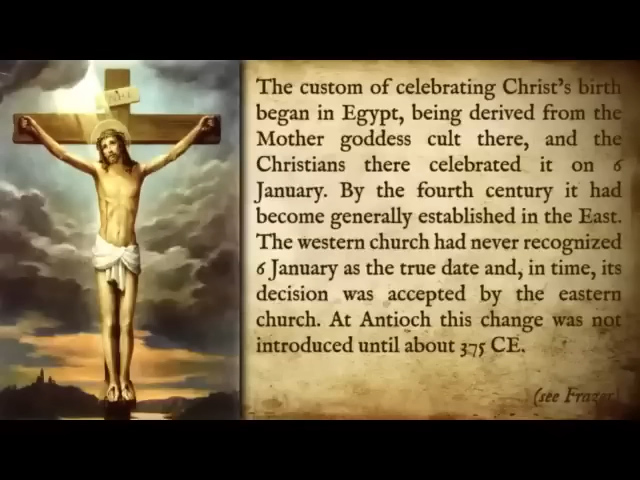 The custom of celebrating Christ's birth
began in Egypt, being derived from the
Mother goddess cult there, and the
Christians there celebrated it on 6
January. By the fourth century it had
become generally established in the East.
The western church had never recognized
6 January as the true date and, in time, its
decision was accepted by the eastern
church. At Antioch this change was not
introduced until about 375 CE.
(see Frazer)